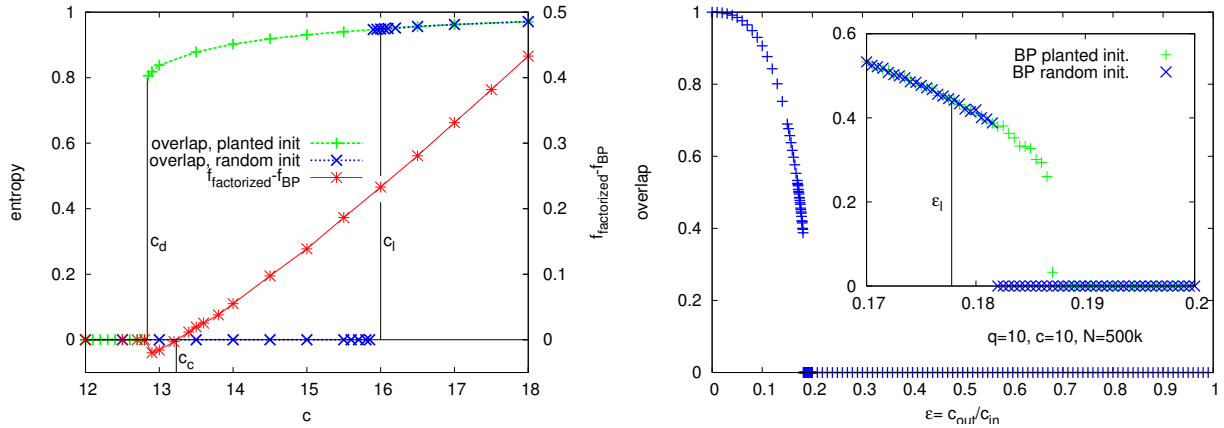 1
0.8
0.6
0.4
0.2
0
0.5
0.4
0.3
0.2
0.1
0
12 13 14 15 16 17 18
entropy
c
f_factorized-f_BP
overlap, planted init
overlap, random init
f_factorized-f_BP
c_d
c_c
c_l
1
0.8
0.6
0.4
0.2
0
0 0.1 0.2 0.3 0.4 0.5 0.6 0.7 0.8 0.9 1
overlap
ε= c_out/c_in
0.6
0.4
0.2
0
0.17 0.18 0.19 0.2
BP planted init.
BP random init.
ε_l
q=10, c=10, N=500k